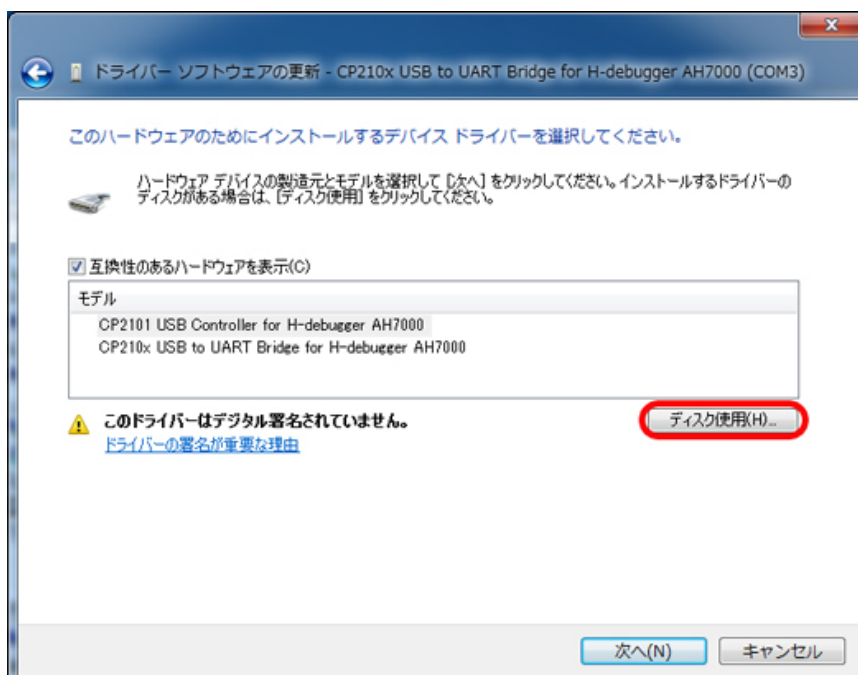 ドライバー ソフトウェアの更新 - CP210x USB to UART Bridge for H-debugger AH7000 (COM3)
このハードウェアのためにインストールするデバイス ドライバーを選択してください。
ハードウェア デバイスの製造元とモデルを選択して [次へ] をクリックしてください。インストールするドライバーの
ディスクがある場合は、[ディスク使用] をクリックしてください。
互換性のあるハードウェアを表示(C)
モデル
CP2101 USB Controller for H-debugger AH7000
CP210x USB to UART Bridge for H-debugger AH7000
このドライバーはデジタル署名されていません。
ディスク使用(H)...
ドライバーの署名が重要な理由
次へ(N)
キャンセル